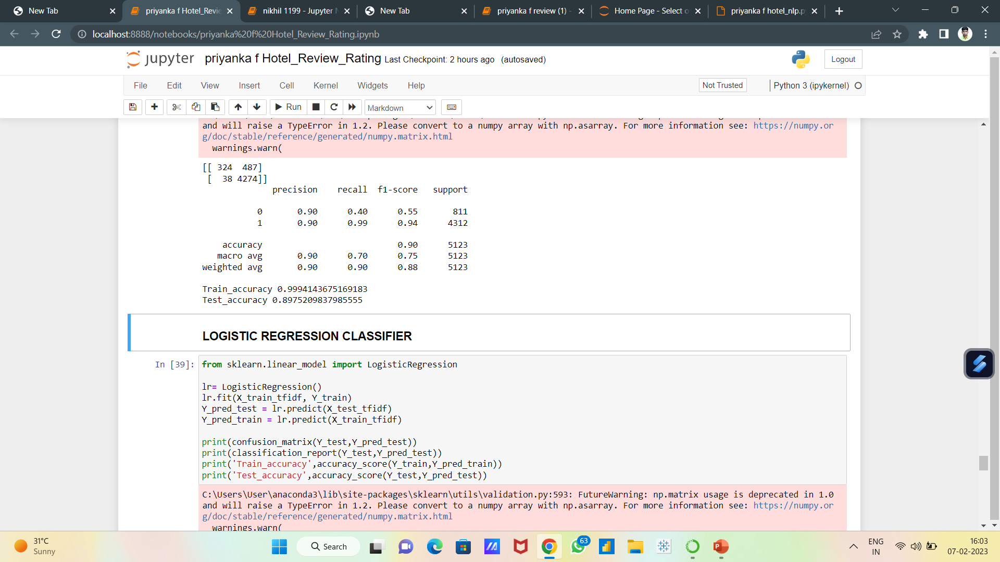 New Tab
priyanka f Hotel_Revie
nikhil 1199 - Jupyter
New Tab
priyanka f review (1) -
Home Page - Select o
priyanka f hotel_nlp.p
localhost:8888/notebooks/priyanka%20f%20Hotel_Review_Rating.ipynb
jupyter priyanka f Hotel_Review_Rating Last Checkpoint: 2 hours ago (autosaved)
Logout
File Edit View Insert Cell Kernel Widgets Help
Not Trusted
Python 3 (ipykernel)
Run
Markdown
and will raise a TypeError in 1.2. Please convert to a numpy array with np.asarray. For more information see: https://numpy.or
g/doc/stable/reference/generated/numpy.matrix.html
warnings.warn(
[[ 324 487]
[ 38 4274]]
precision recall f1-score support
0 0.90 0.40 0.55 811
1 0.90 0.99 0.94 4312
accuracy 0.90 5123
macro avg 0.90 0.70 0.75 5123
weighted avg 0.90 0.90 0.88 5123
Train_accuracy 0.9994143675169183
Test_accuracy 0.8975209837985555
LOGISTIC REGRESSION CLASSIFIER
In [39]:
from sklearn.linear_model import LogisticRegression
lr= LogisticRegression()
lr.fit(X_train_tfidf, Y_train)
Y_pred_test = lr.predict(X_test_tfidf)
Y_pred_train = lr.predict(X_train_tfidf)
print(confusion_matrix(Y_test,Y_pred_test))
print(classification_report(Y_test,Y_pred_test))
print('Train_accuracy',accuracy_score(Y_train,Y_pred_train))
print('Test_accuracy',accuracy_score(Y_test,Y_pred_test))
C:\Users\User\anaconda3\lib\site-packages\sklearn\utils\validation.py:593: FutureWarning: np.matrix usage is deprecated in 1.0
and will raise a TypeError in 1.2. Please convert to a numpy array with np.asarray. For more information see: https://numpy.or
g/doc/stable/reference/generated/numpy.matrix.html
warnings.warn(
31°C
Sunny
Search
63
ENG
IN
16:03
07-02-2023